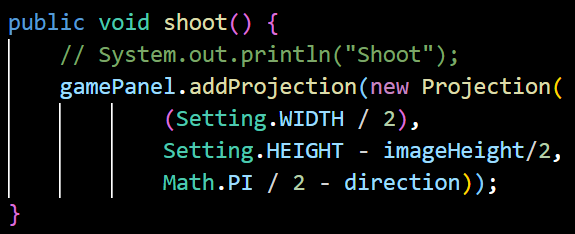 public void shoot() {
    // System.out.println("Shoot");
    gamePanel.addProjection(new Projection(
            (Setting.WIDTH / 2),
            Setting.HEIGHT - imageHeight/2,
            Math.PI / 2 - direction));
}